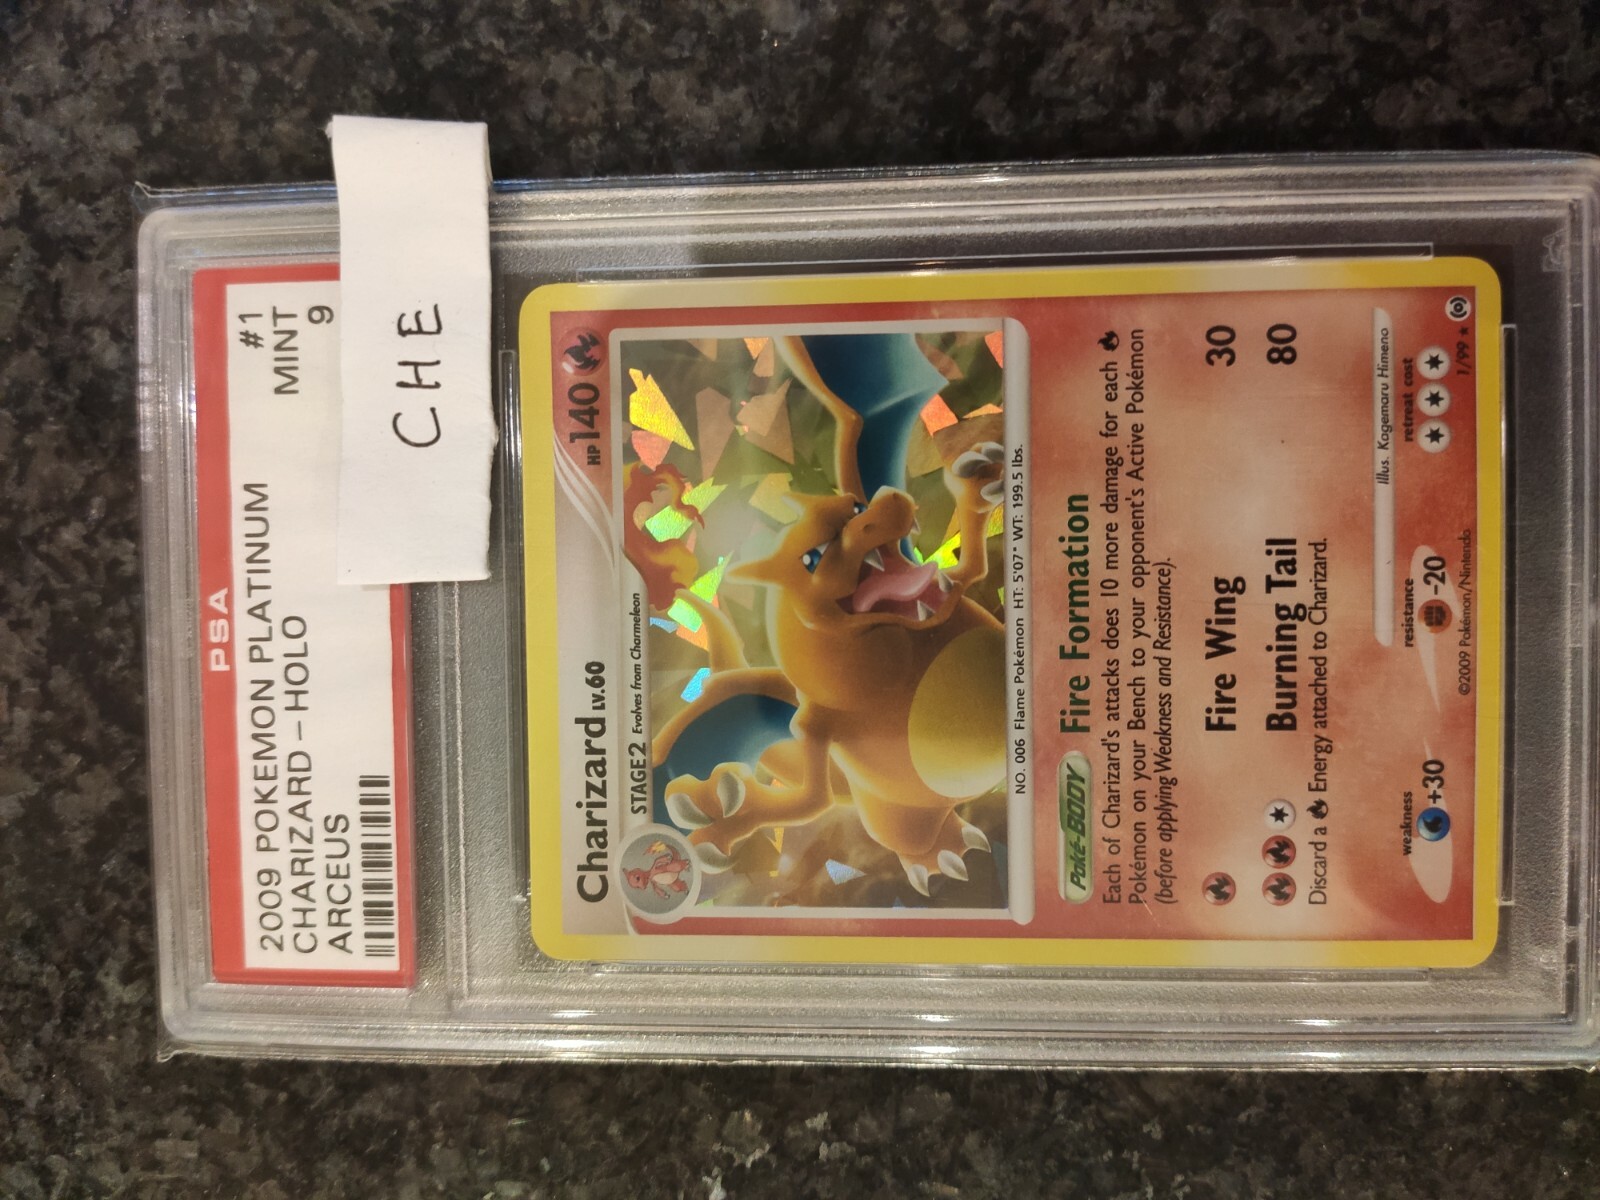 PSA
2009 POKEMON PLATINUM #1
CHARIZARD – HOLO MINT
ARCEUS 9
CHE
Charizard LV.60 HP 140
STAGE2 Evolves from Charmeleon
NO. 006 Flame Pokémon HT: 5'07" WT: 199.5 lbs.
Poké-BODY Fire Formation
Each of Charizard's attacks does 10 more damage for each
Pokémon on your Bench to your opponent's Active Pokémon
(before applying Weakness and Resistance).
Fire Wing 30
Burning Tail 80
Discard a Energy attached to Charizard.
Illus. Kagemaru Himeno
weakness resistance retreat cost
+30 -20
©2009 Pokémon/Nintendo 1/99 ★